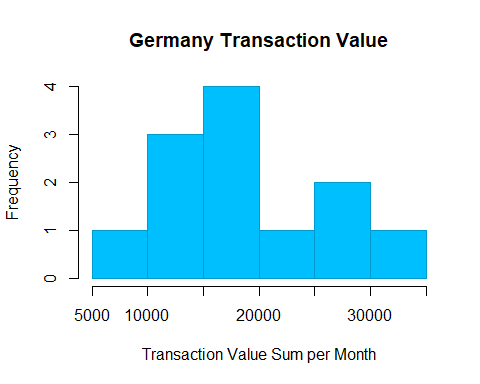 Germany Transaction Value
Frequency
4
3
2
1
0
5000 10000 20000 30000
Transaction Value Sum per Month